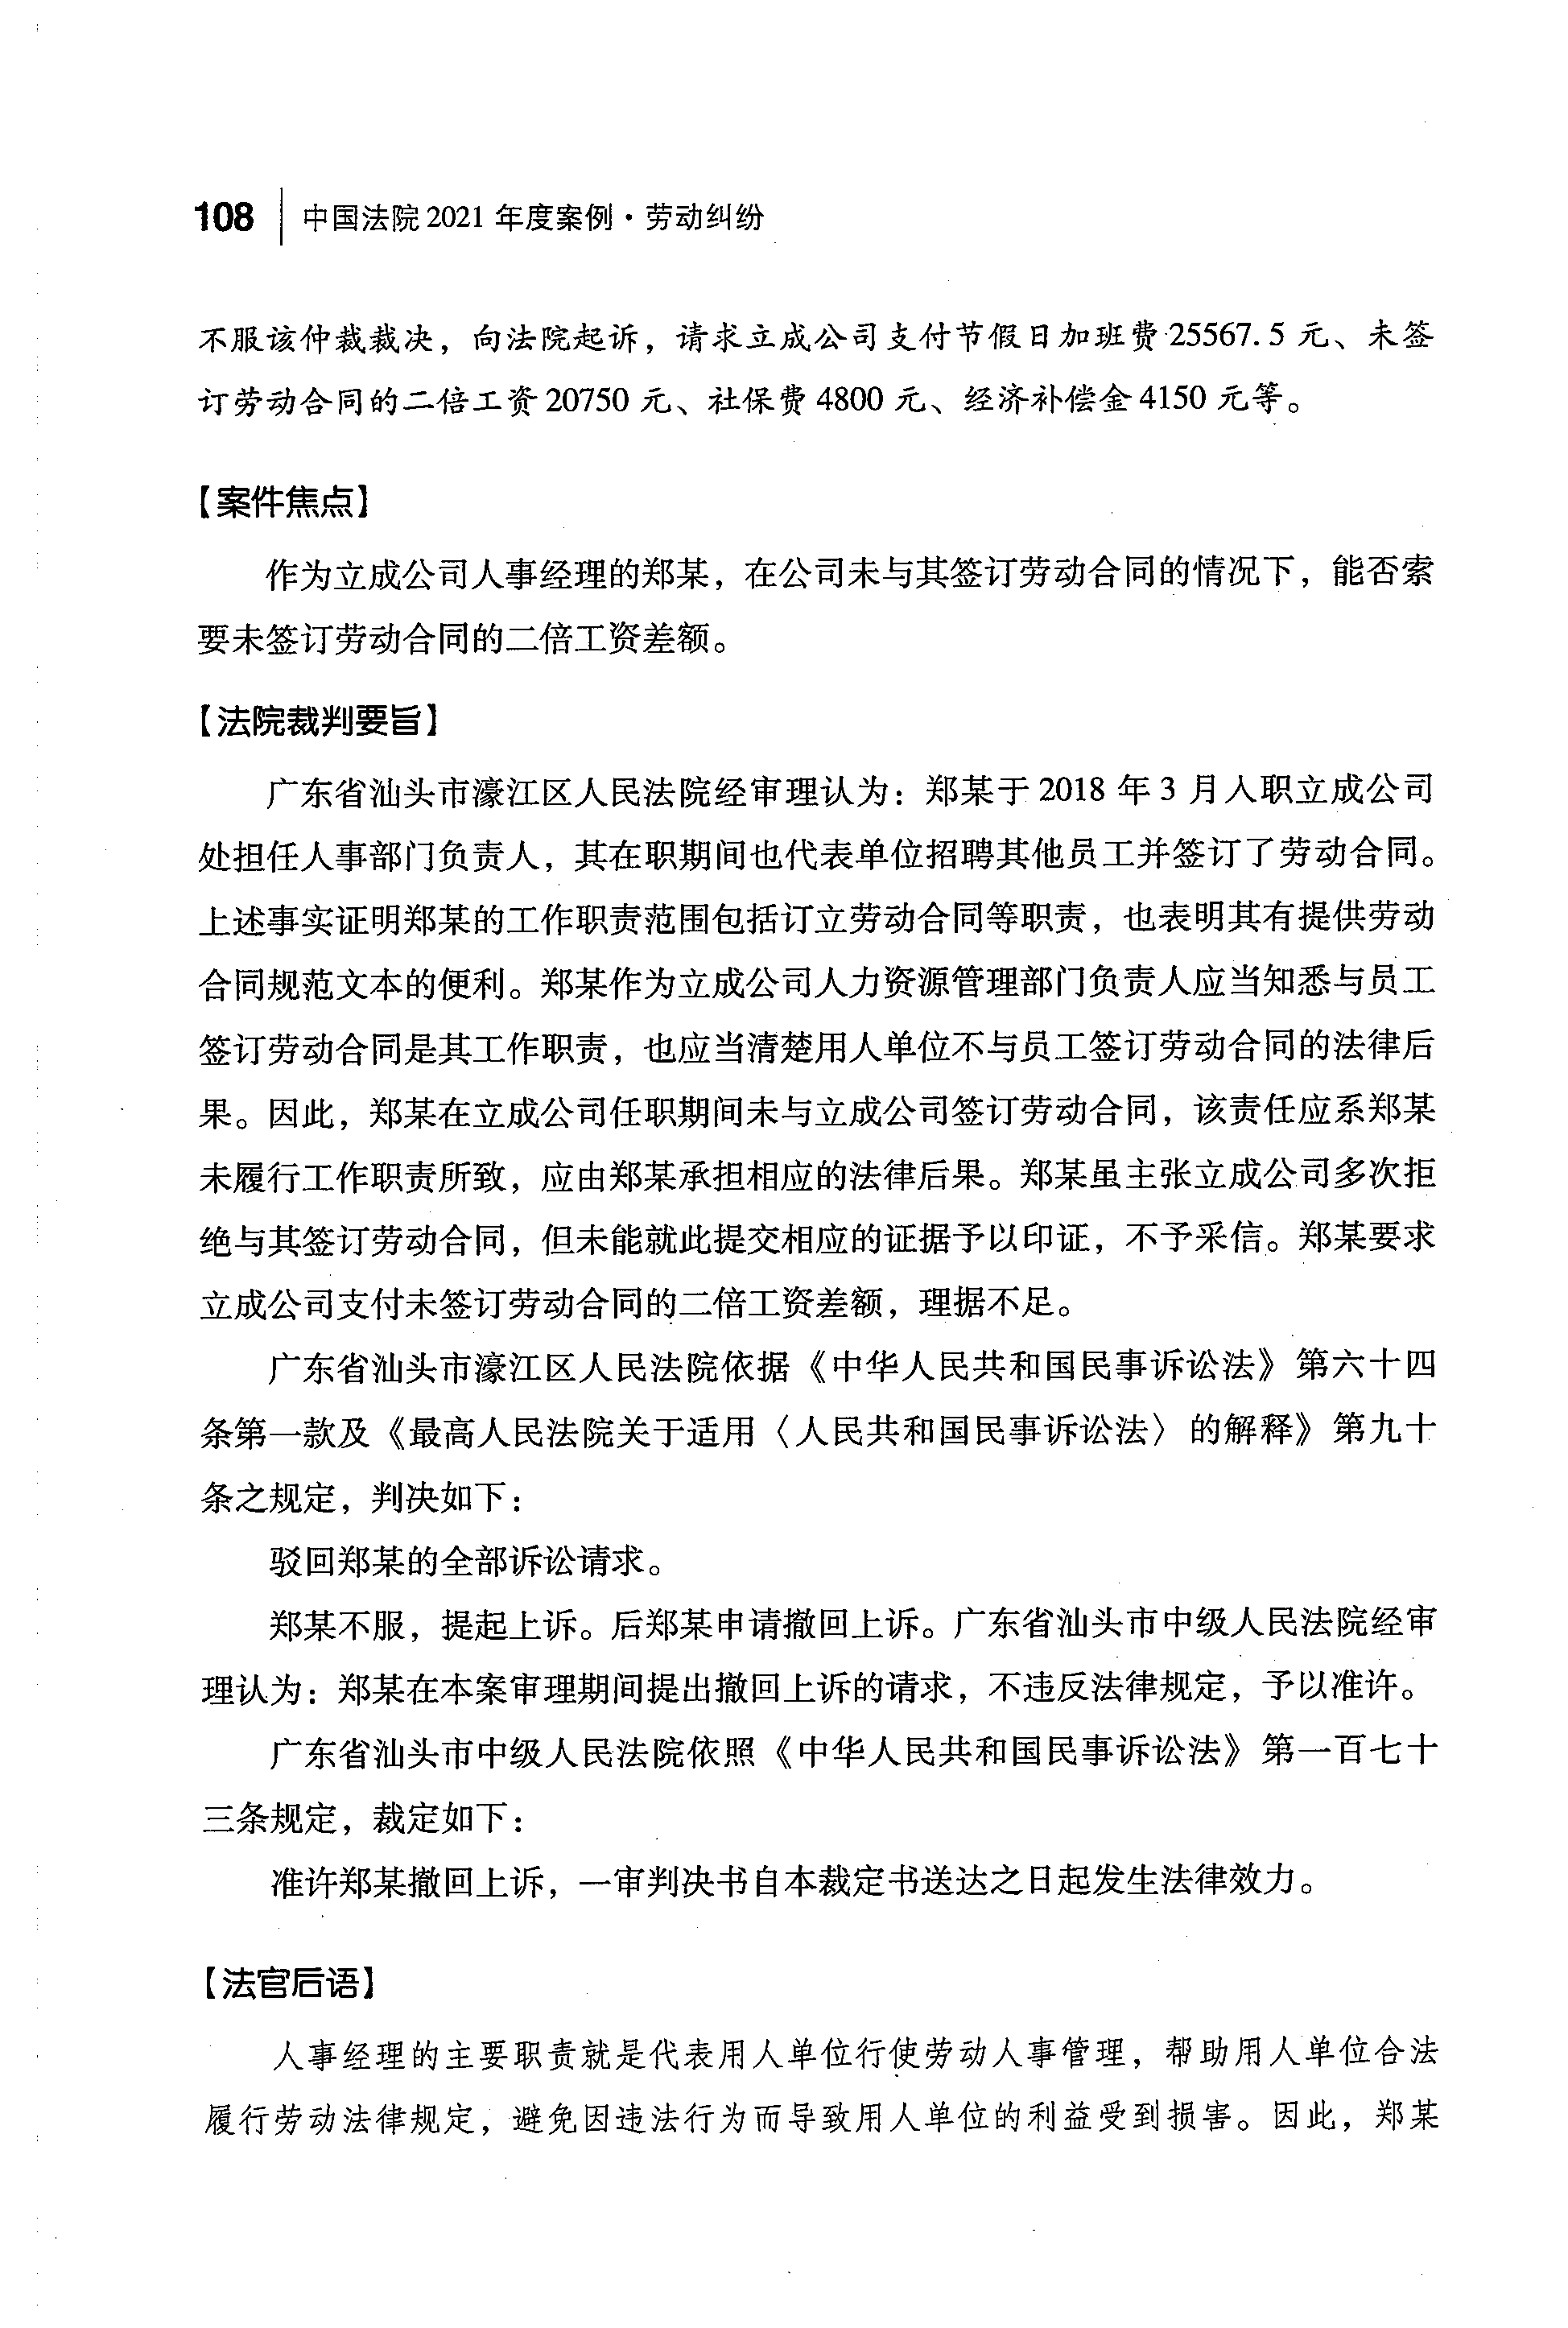 108 中国法院2021年度案例·劳动纠纷
不服该仲裁裁决，向法院起诉，请求立成公司支付节假日加班费25567.5元、未签
订劳动合同的二倍工资20750元、社保费4800元、经济补偿金4150元等。
【案件焦点】
作为立成公司人事经理的郑某，在公司未与其签订劳动合同的情况下，能否索
要未签订劳动合同的二倍工资差额。
【法院裁判要旨】
广东省汕头市濠江区人民法院经审理认为：郑某于2018年3月入职立成公司
处担任人事部门负责人，其在职期间也代表单位招聘其他员工并签订了劳动合同。
上述事实证明郑某的工作职责范围包括订立劳动合同等职责，也表明其有提供劳动
合同规范文本的便利。郑某作为立成公司人力资源管理部门负责人应当知悉与员工
签订劳动合同是其工作职责，也应当清楚用人单位不与员工签订劳动合同的法律后
果。因此，郑某在立成公司任职期间未与立成公司签订劳动合同，该责任应系郑某
未履行工作职责所致，应由郑某承担相应的法律后果。郑某虽主张立成公司多次拒
绝与其签订劳动合同，但未能就此提交相应的证据予以印证，不予采信。郑某要求
立成公司支付未签订劳动合同的二倍工资差额，理据不足。
广东省汕头市濠江区人民法院依据《中华人民共和国民事诉讼法》第六十四
条第一款及《最高人民法院关于适用〈人民共和国民事诉讼法〉的解释》第九十
条之规定，判决如下：
驳回郑某的全部诉讼请求。
郑某不服，提起上诉。后郑某申请撤回上诉。广东省汕头市中级人民法院经审
理认为：郑某在本案审理期间提出撤回上诉的请求，不违反法律规定，予以准许。
广东省汕头市中级人民法院依照《中华人民共和国民事诉讼法》第一百七十
三条规定，裁定如下：
准许郑某撤回上诉，一审判决书自本裁定书送达之日起发生法律效力。
【法官后语】
人事经理的主要职责就是代表用人单位行使劳动人事管理，帮助用人单位合法
履行劳动法律规定，避免因违法行为而导致用人单位的利益受到损害。因此，郑某